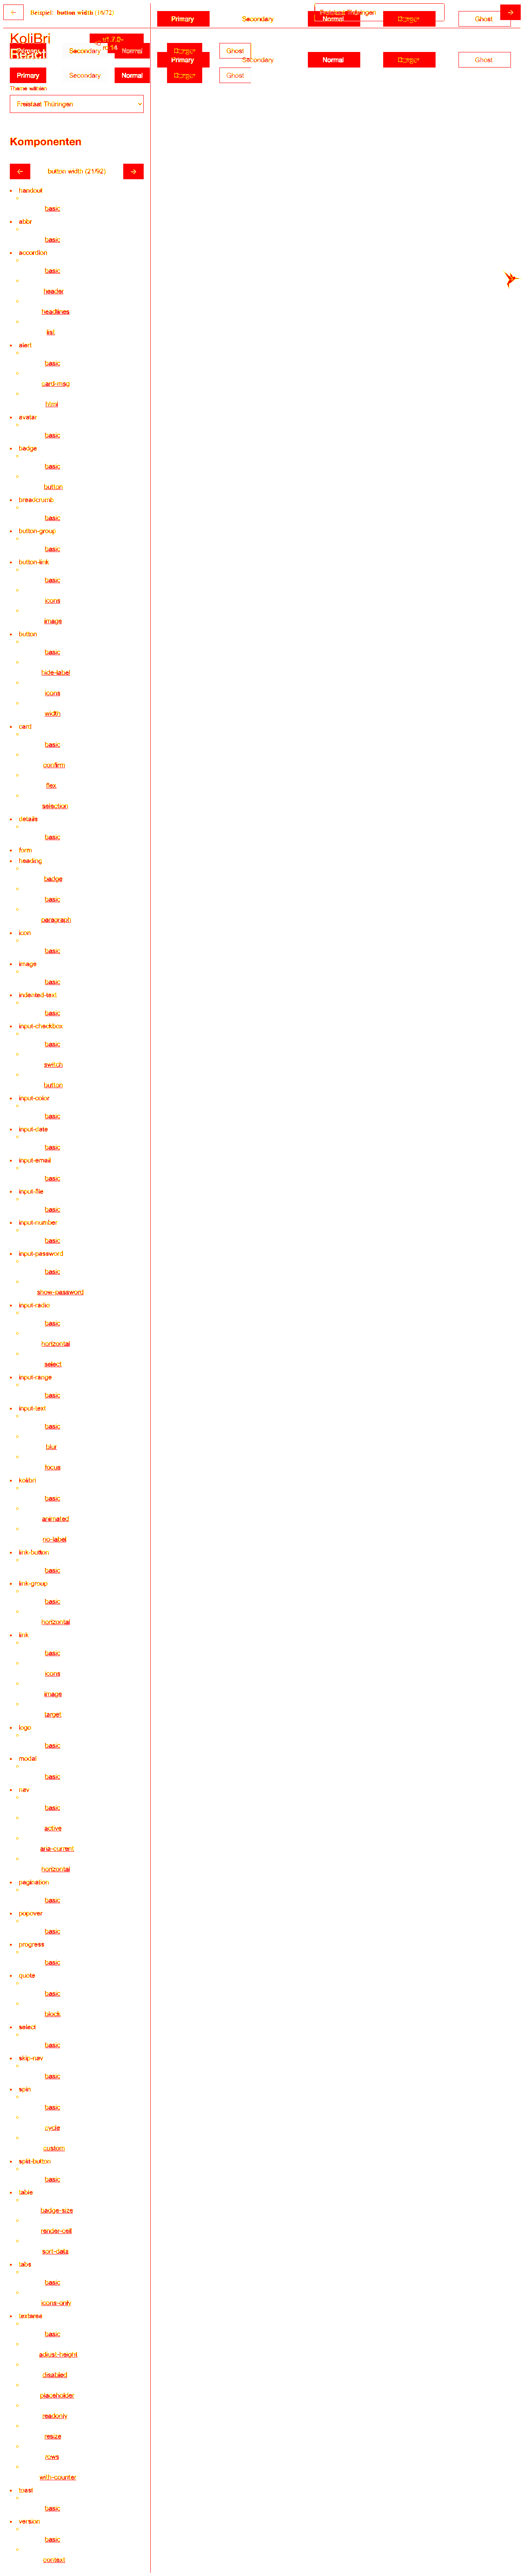 Beispiel: button width (16/72)
Primary Secondary Normal Danger Ghost
KoliBri
React
Primary Secondary Normal Danger Ghost
Primary Secondary Normal Danger Ghost
Primary Secondary Normal Danger Ghost
Theme wählen
Freistaat Thüringen
Komponenten
button width (21/92)
handout
basic
abbr
basic
accordion
basic
header
headlines
list
alert
basic
card-msg
html
avatar
basic
badge
basic
button
breadcrumb
basic
button-group
basic
button-link
basic
icons
image
button
basic
hide-label
icons
width
card
basic
confirm
flex
selection
details
basic
form
heading
badge
basic
paragraph
icon
basic
image
basic
indented-text
basic
input-checkbox
basic
switch
button
input-color
basic
input-date
basic
input-email
basic
input-file
basic
input-number
basic
input-password
basic
show-password
input-radio
basic
horizontal
select
input-range
basic
input-text
basic
blur
focus
kolibri
basic
animated
no-label
link-button
basic
link-group
basic
horizontal
link
basic
icons
image
target
logo
basic
modal
basic
nav
basic
active
aria-current
horizontal
pagination
basic
popover
basic
progress
basic
quote
basic
block
select
basic
skip-nav
basic
spin
basic
cycle
custom
split-button
basic
table
badge-size
render-cell
sort-data
tabs
basic
icons-only
textarea
basic
adjust-height
disabled
placeholder
readonly
resize
rows
with-counter
toast
basic
version
basic
context